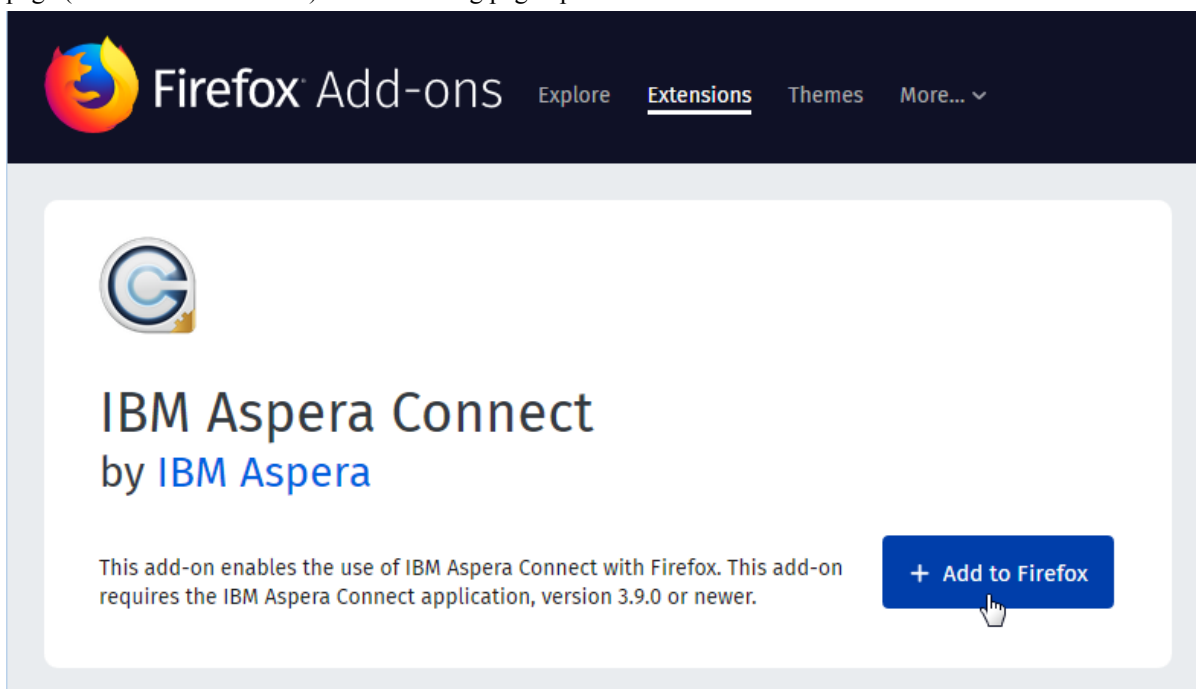 Firefox Add-ons Explore Extensions Themes More...
IBM Aspera Connect
by IBM Aspera
This add-on enables the use of IBM Aspera Connect with Firefox. This add-on
requires the IBM Aspera Connect application, version 3.9.0 or newer.
+ Add to Firefox